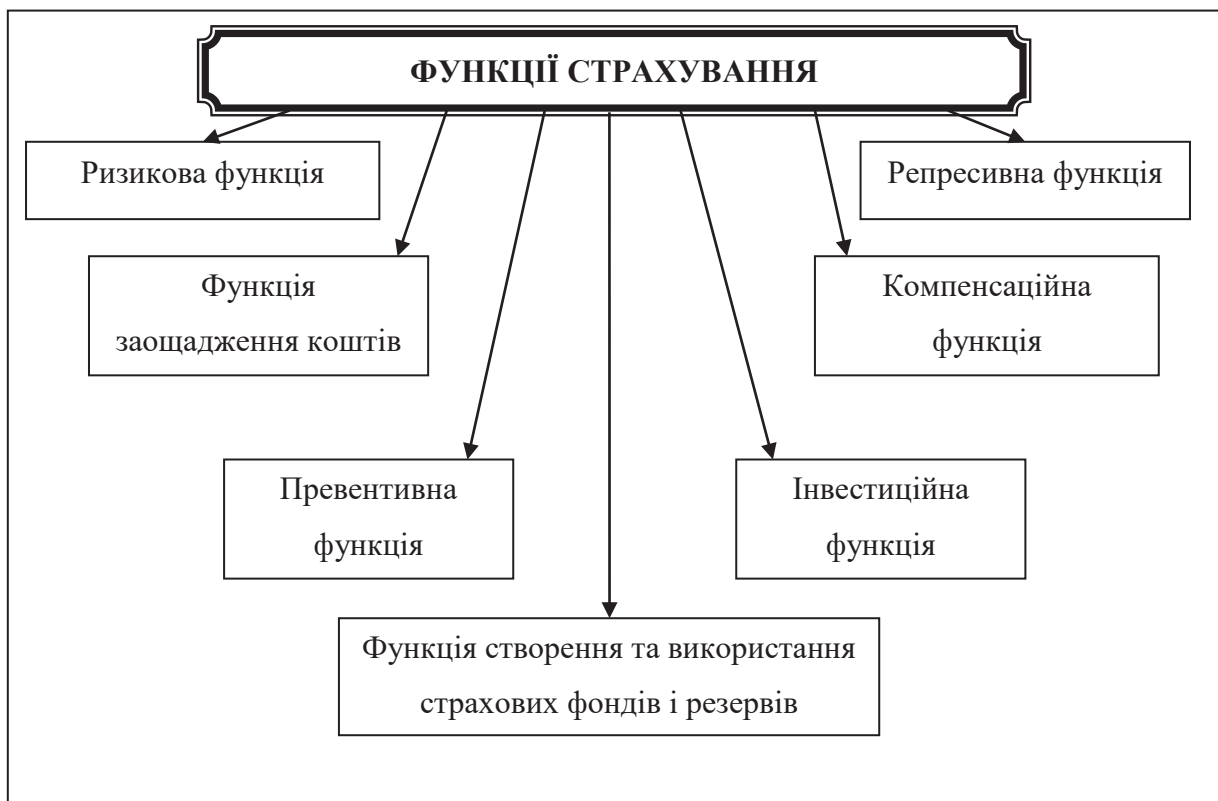 ФУНКЦІЇ СТРАХУВАННЯ
Ризикова функція
Репресивна функція
Функція
заощадження коштів
Компенсаційна
функція
Превентивна
функція
Інвестиційна
функція
Функція створення та використання
страхових фондів і резервів